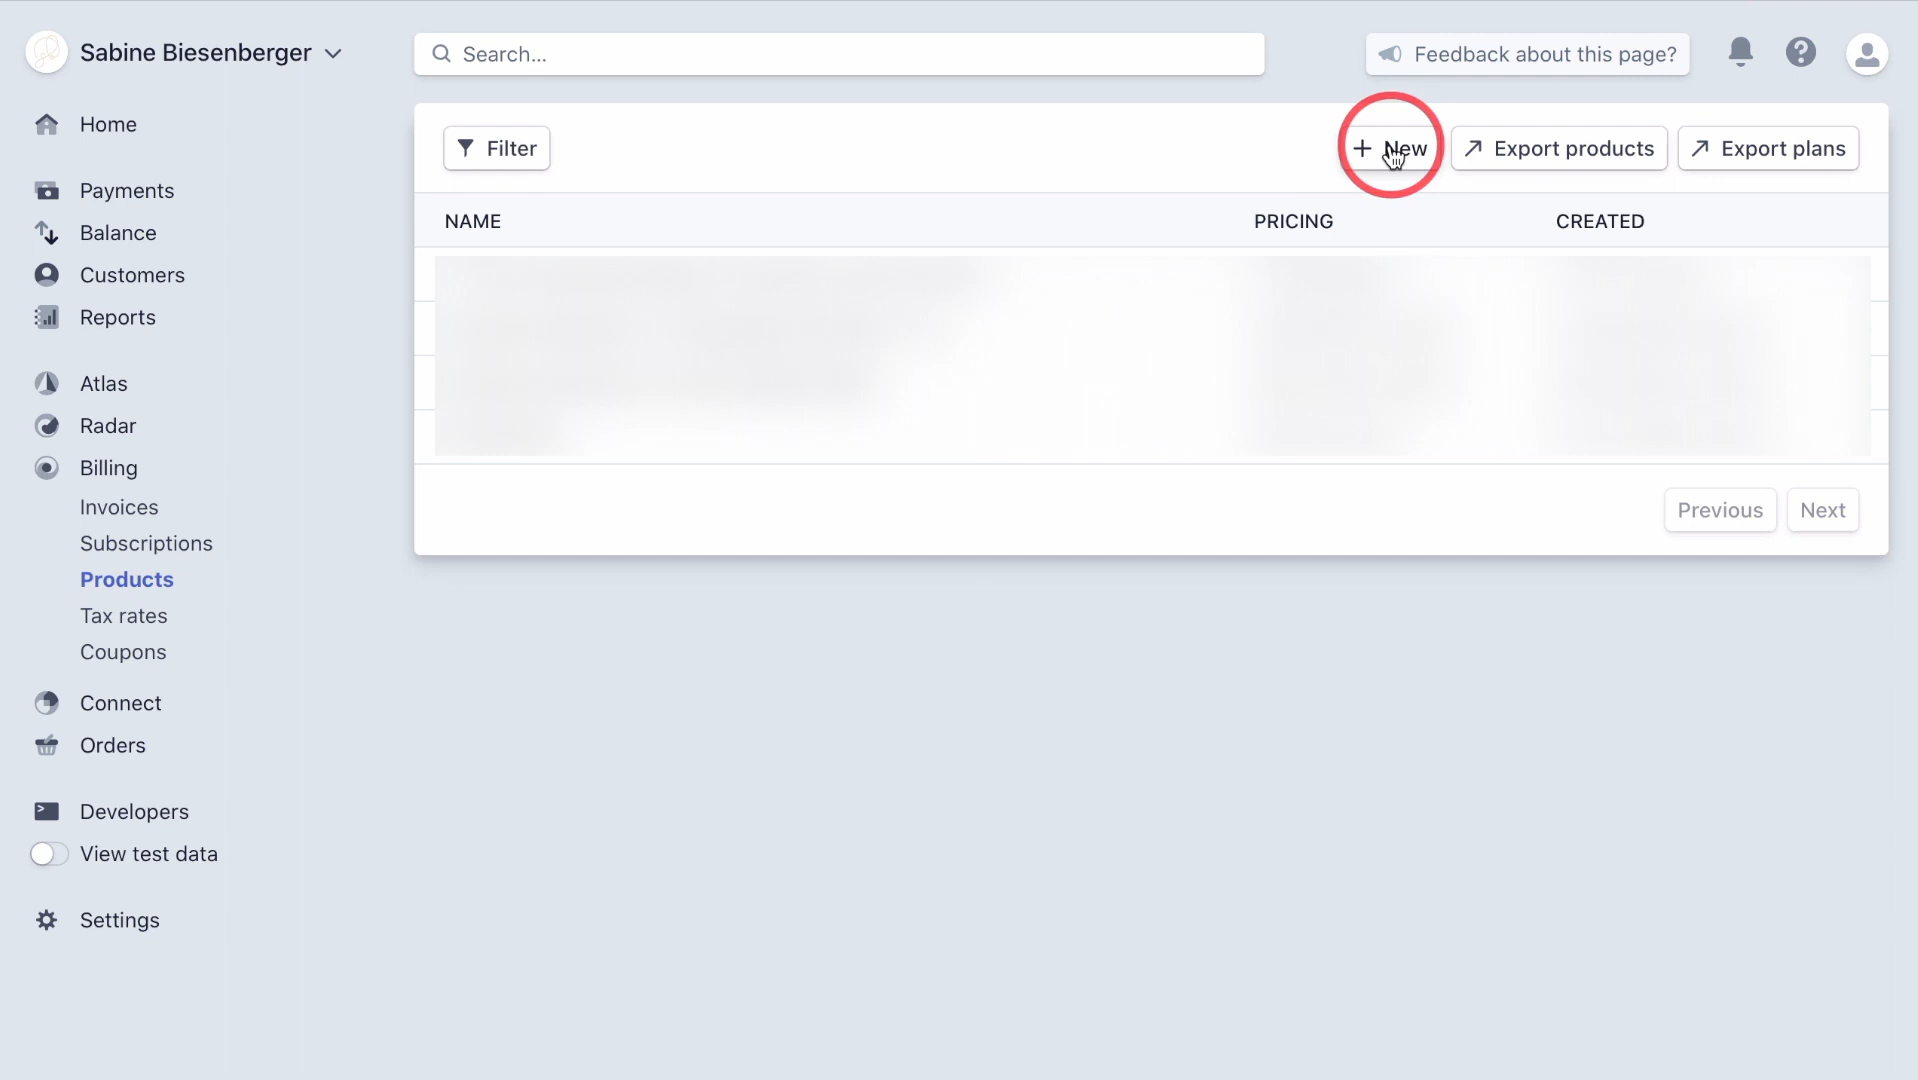 Sabine Biesenberger
Search...
Feedback about this page?
Home
Payments
Balance
Customers
Reports
Atlas
Radar
Billing
Invoices
Subscriptions
Products
Tax rates
Coupons
Connect
Orders
Developers
View test data
Settings
Filter
New
Export products
Export plans
NAME
PRICING
CREATED
Previous
Next